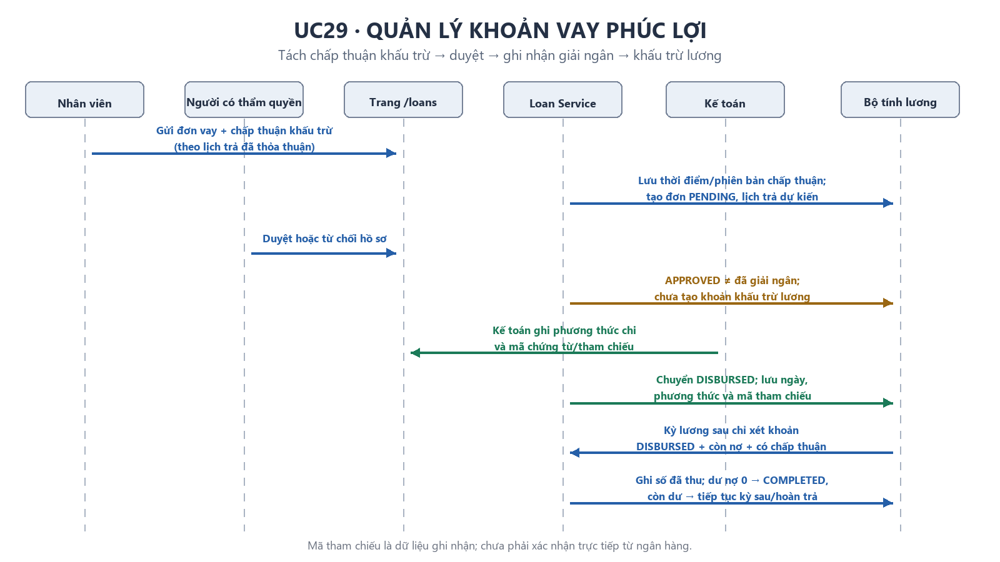 UC29 · QUẢN LÝ KHOẢN VAY PHÚC LỢI
Tách chấp thuận khấu trừ → duyệt → ghi nhận giải ngân → khấu trừ lương
Nhân viên
Người có thẩm quyền
Trang /loans
Loan Service
Kế toán
Bộ tính lương
Gửi đơn vay + chấp thuận khấu trừ
(theo lịch trả đã thỏa thuận)
Lưu thời điểm/phiên bản chấp thuận;
tạo đơn PENDING, lịch trả dự kiến
Duyệt hoặc từ chối hồ sơ
APPROVED ≠ đã giải ngân;
chưa tạo khoản khấu trừ lương
Kế toán ghi phương thức chi
và mã chứng từ/tham chiếu
Chuyển DISBURSED; lưu ngày,
phương thức và mã tham chiếu
Kỳ lương sau chỉ xét khoản
DISBURSED + còn nợ + có chấp thuận
Ghi số đã thu; dư nợ 0 → COMPLETED,
còn dư → tiếp tục kỳ sau/hoàn trả
Mã tham chiếu là dữ liệu ghi nhận; chưa phải xác nhận trực tiếp từ ngân hàng.